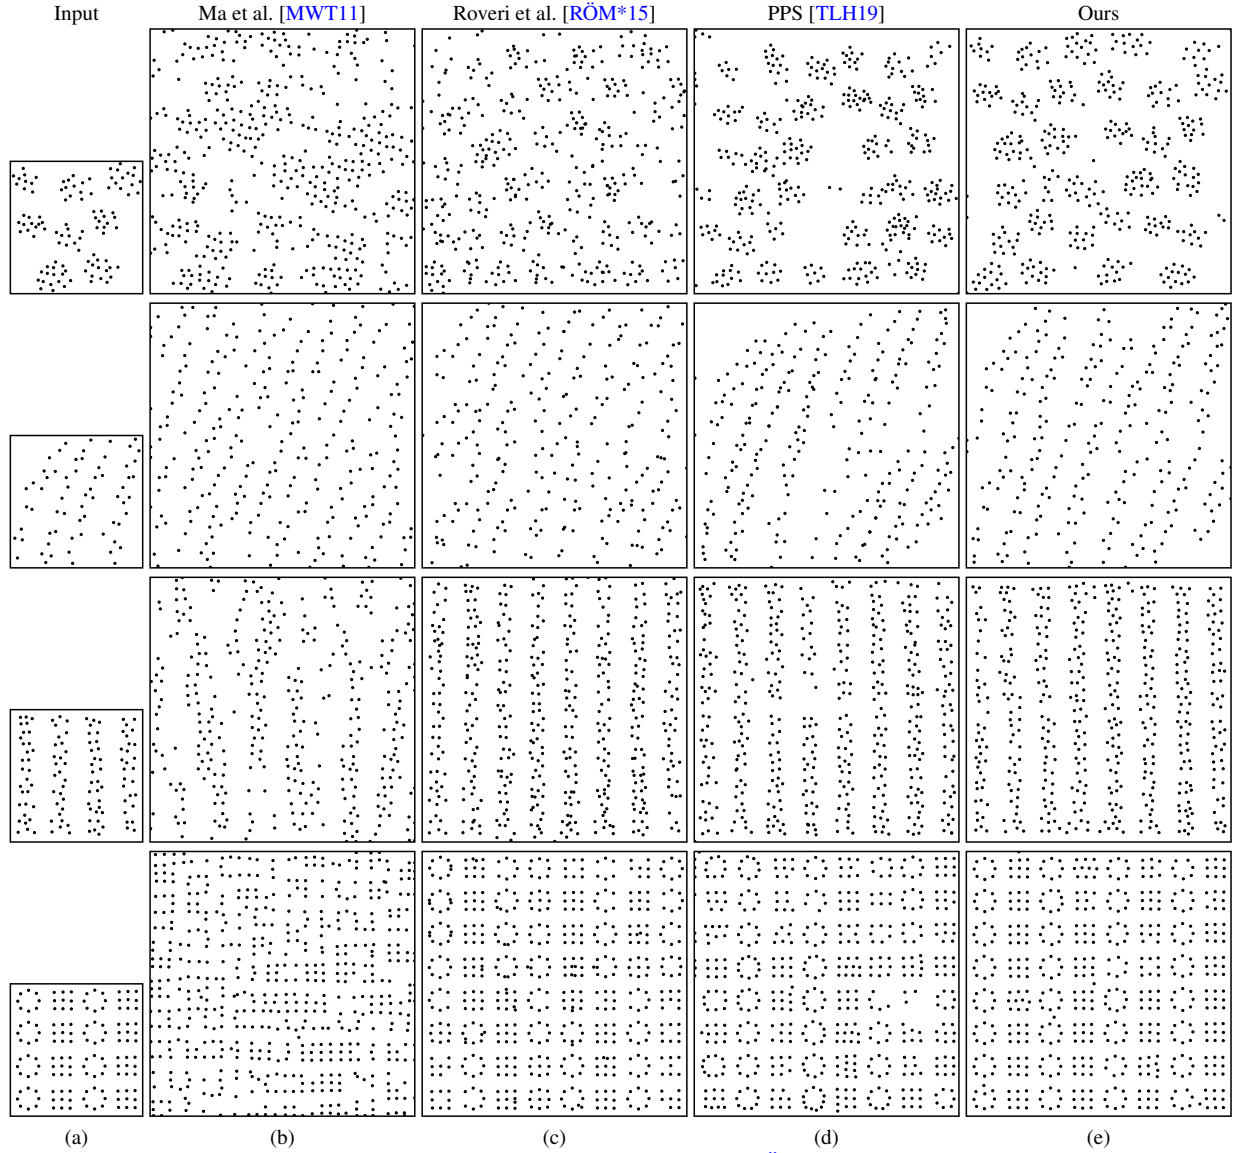 Input Ma et al. [MWT11] Roveri et al. [RÖM*15] PPS [TLH19] Ours
(a) (b) (c) (d) (e)